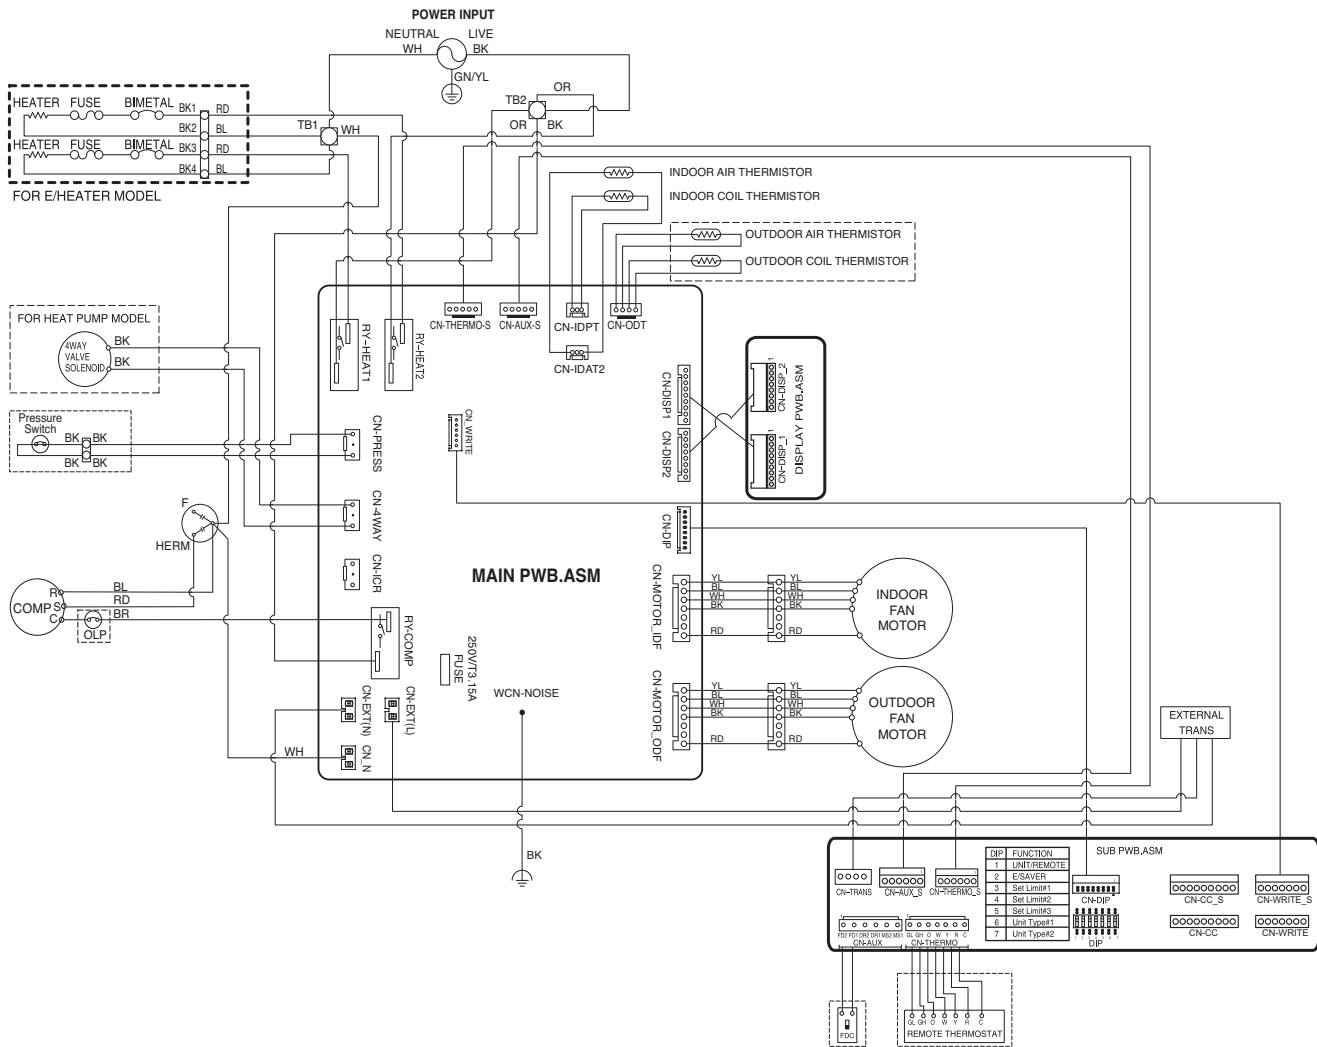 POWER INPUT
NEUTRAL LIVE
WH BK
GN/YL
HEATER FUSE BIMETAL BK1 RD
BK2 BL
HEATER FUSE BIMETAL BK3 RD
BK4 BL
FOR E/HEATER MODEL
TB1 WH
TB2 OR
OR BK
INDOOR AIR THERMISTOR
INDOOR COIL THERMISTOR
OUTDOOR AIR THERMISTOR
OUTDOOR COIL THERMISTOR
FOR HEAT PUMP MODEL
4WAY
VALVE
SOLENOID
BK
BK
Pressure
Switch
BK BK
BK BK
RY-HEAT1
RY-HEAT2
CN-THERMO-S
CN-AUX-S
CN-IDPT
CN-ODT
CN-IDAT2
CN-PRESS
CN_WRITE
CN-DISP1
CN-DISP2
CN-DISP_2
1
CN-DISP_1
1
DISPLAY PWB.ASM
CN-4WAY
CN-DIP
F
HERM
CN-ICR
MAIN PWB.ASM
COMP
R
S
C
BL
RD
BR
OLP
RY-COMP
250V/T3.15A
FUSE
CN-MOTOR_IDF
YL YL
BL BL
WH WH
BK BK
RD RD
INDOOR
FAN
MOTOR
CN-MOTOR_ODF
YL YL
BL BL
WH WH
BK BK
RD RD
OUTDOOR
FAN
MOTOR
CN-EXT(N)
CN-EXT(L)
WCN-NOISE
CN_N
WH
BK
EXTERNAL
TRANS
SUB PWB,ASM
DIP FUNCTION
1 UNIT/REMOTE
2 E/SAVER
3 Set Limit#1
4 Set Limit#2
5 Set Limit#3
6 Unit Type#1
7 Unit Type#2
CN-TRANS
CN-AUX_S
CN-THERMO_S
CN-DIP
CN-CC_S
CN-WRITE_S
FD2 FD1 DR2 DR1 MS2 MS1
CN-AUX
GL GH O W Y R C
CN-THERMO
DIP
CN-CC
CN-WRITE
FDC
GL GH O W Y R C
REMOTE THERMOSTAT